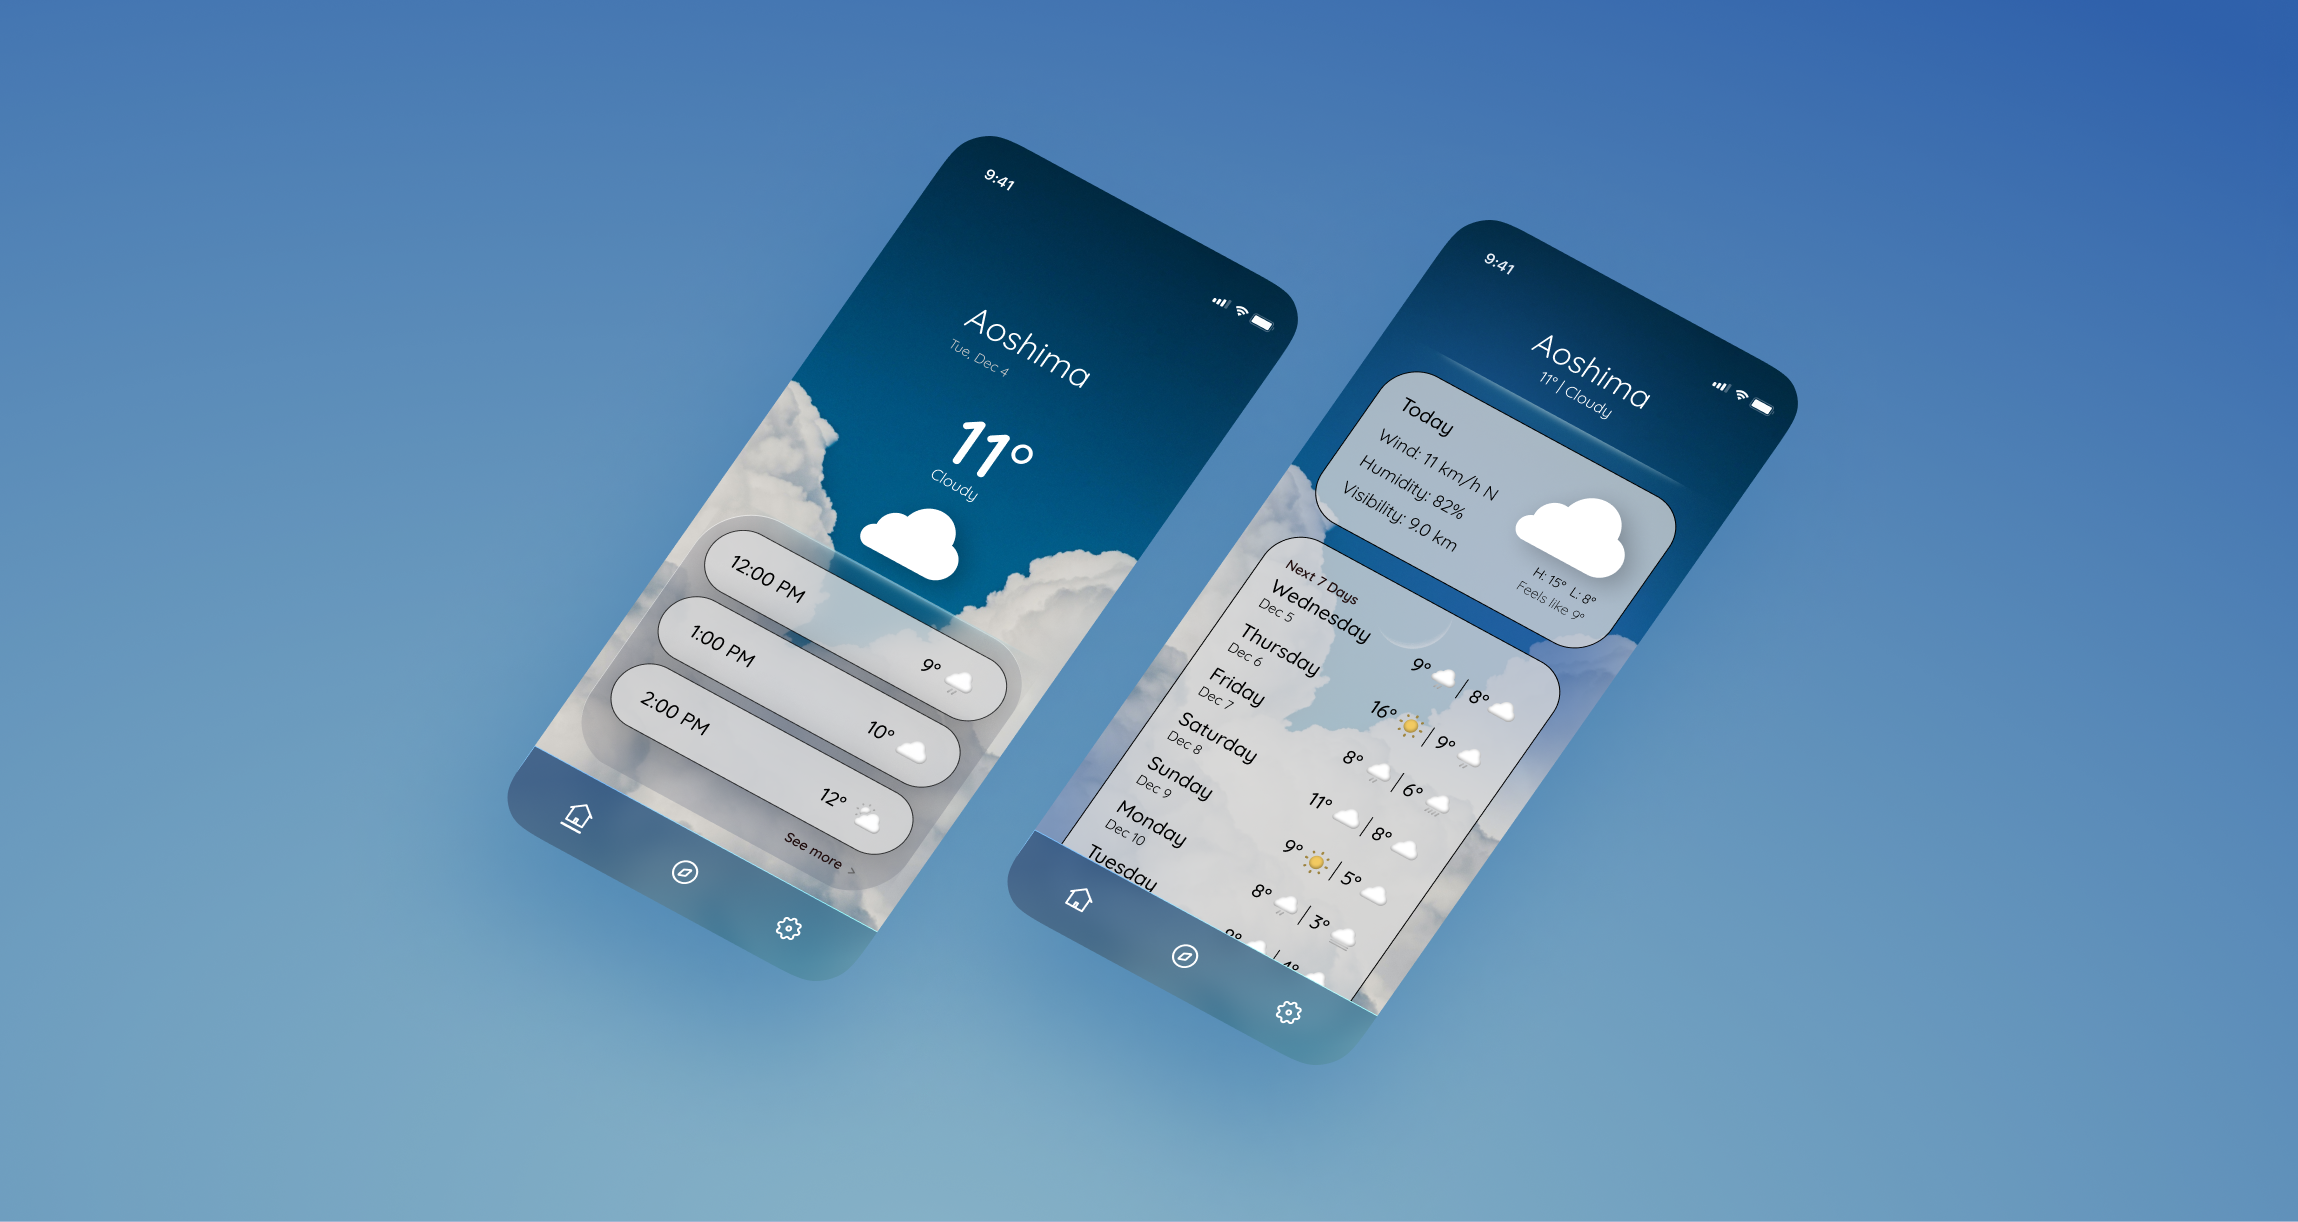 9:41
Aoshima
Tue, Dec 4
11°
Cloudy
12:00 PM 9°
1:00 PM 10°
2:00 PM 12°
See more >
9:41
Aoshima
11° | Cloudy
Today
Wind: 11 km/h N
Humidity: 82%
Visibility: 9.0 km
H: 15° L: 8°
Feels like 9°
Next 7 Days
Wednesday 9° | 8°
Dec 5
Thursday 16° | 9°
Dec 6
Friday 8° | 6°
Dec 7
Saturday 11° | 8°
Dec 8
Sunday 9° | 5°
Dec 9
Monday 8° | 3°
Dec 10
Tuesday | 4°